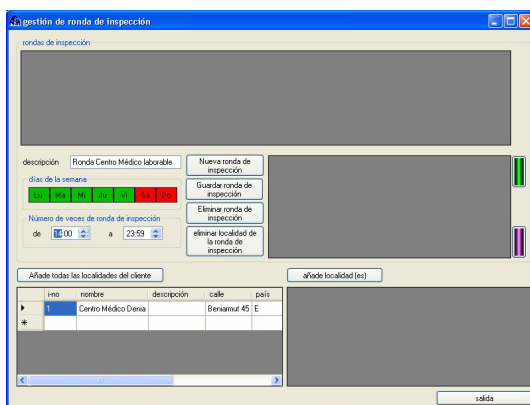 gestión de ronda de inspección
rondas de inspección
descripción
Ronda Centro Médico laborable
Nueva ronda de inspección
días de la semana
Lu Ma Mi Ju Vi Sa Do
Guardar ronda de inspección
Eliminar ronda de inspección
Número de veces de ronda de inspección
de 14:00 a 23:59
eliminar localidad de la ronda de inspección
Añade todas las localidades del cliente
añade localidad (es)
i-no nombre descripción calle país
1 Centro Médico Denia Beniarmut 45 E
salida